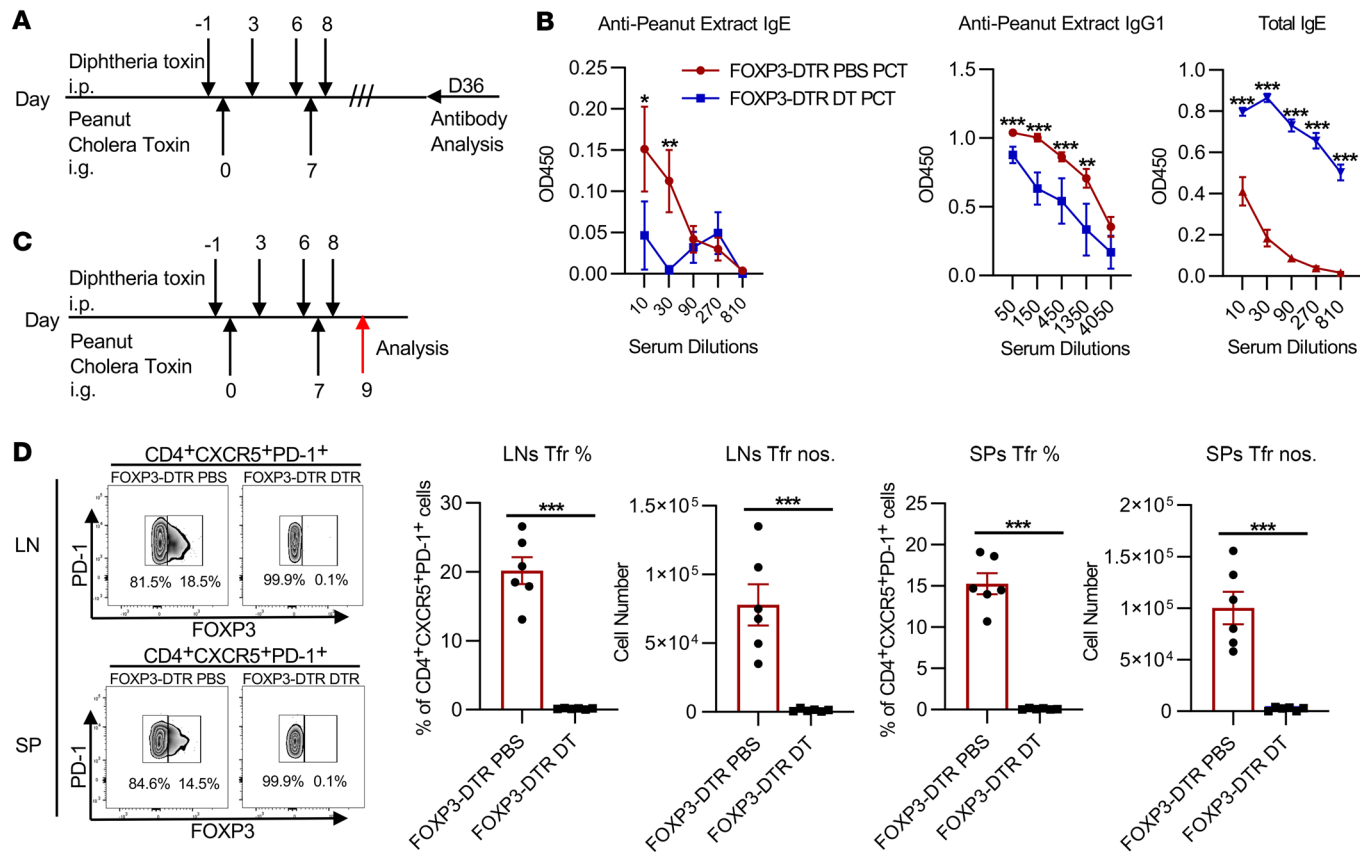 A
-1 3 6 8
Diphtheria toxin
i.p.
Day
D36
Peanut
Cholera Toxin
i.g.
Antibody
Analysis
0 7
B
Anti-Peanut Extract IgE
FOXP3-DTR PBS PCT
FOXP3-DTR DT PCT
OD450
0.25
0.20
0.15
0.10
0.05
0.00
* **
10 30 90 270 810
Serum Dilutions
Anti-Peanut Extract IgG1
OD450
1.5
1.0
0.5
0.0
*** *** *** **
50 150 450 1350 4050
Serum Dilutions
Total IgE
OD450
1.0
0.8
0.6
0.4
0.2
0.0
*** *** *** *** ***
10 30 90 270 810
Serum Dilutions
C
-1 3 6 8
Diphtheria toxin
i.p.
Day
Peanut
Cholera Toxin
i.g.
Analysis
0 7 9
D
LN
CD4+CXCR5+PD-1+
FOXP3-DTR PBS FOXP3-DTR DTR
PD-1
81.5% 18.5% 99.9% 0.1%
FOXP3
SP
CD4+CXCR5+PD-1+
FOXP3-DTR PBS FOXP3-DTR DTR
PD-1
84.6% 14.5% 99.9% 0.1%
FOXP3
LNs Tfr %
% of CD4+CXCR5+PD-1+ cells
30
20
10
0
***
FOXP3-DTR PBS
FOXP3-DTR DT
LNs Tfr nos.
Cell Number
1.5×10⁵
1×10⁵
5×10⁴
0
***
FOXP3-DTR PBS
FOXP3-DTR DT
SPs Tfr %
% of CD4+CXCR5+PD-1+ cells
25
20
15
10
5
0
***
FOXP3-DTR PBS
FOXP3-DTR DT
SPs Tfr nos.
Cell Number
2×10⁵
1.5×10⁵
1×10⁵
5×10⁴
0
***
FOXP3-DTR PBS
FOXP3-DTR DT